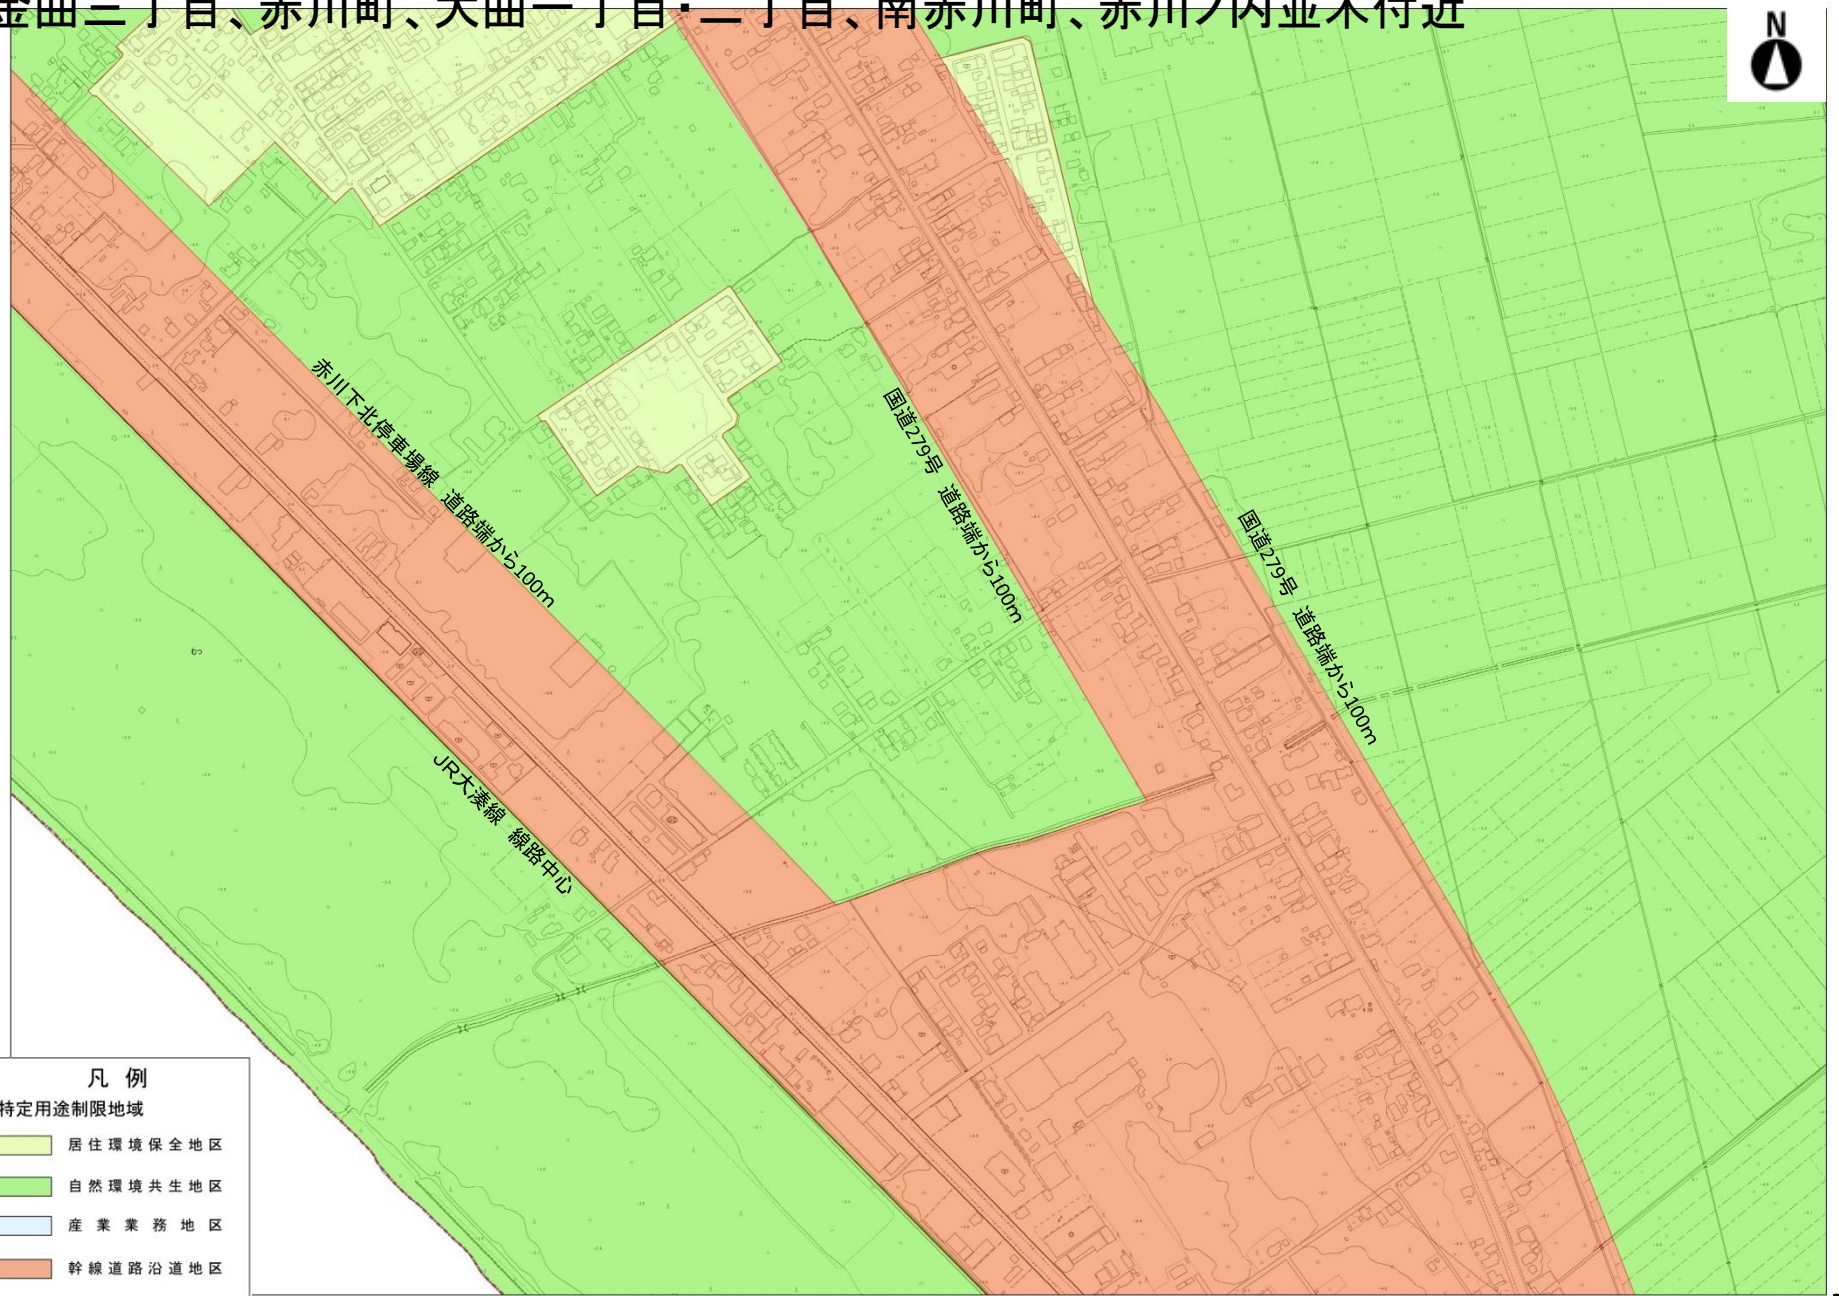 金曲三丁目、赤川町、大曲一丁目・二丁目、南赤川町、赤川ノ内並木付近
N
赤川下北停車場線 道路端から100m
国道279号 道路端から100m
国道279号 道路端から100m
JR大湊線 線路中心
凡例
特定用途制限地域
居住環境保全地区
自然環境共生地区
産業業務地区
幹線道路沿道地区